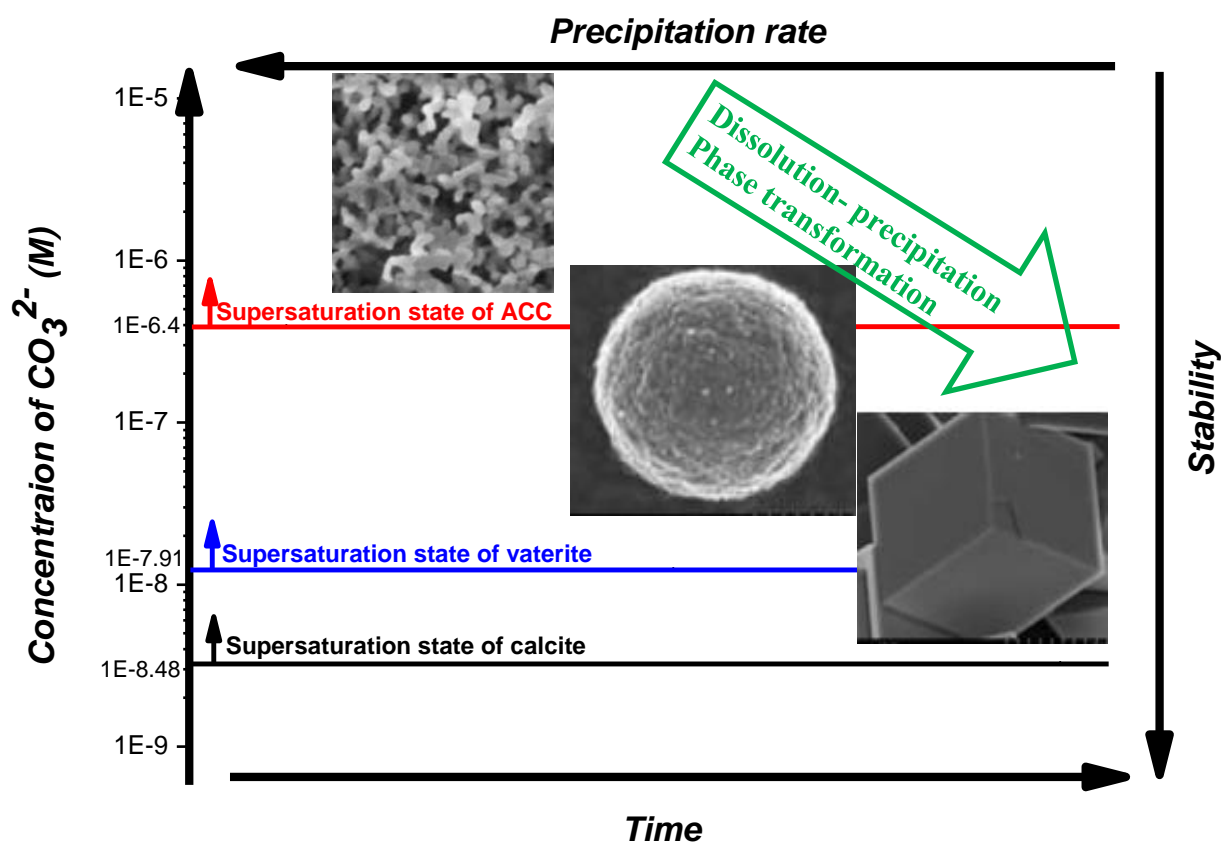 Precipitation rate
1E-5
1E-6
1E-6.4
1E-7
1E-7.91
1E-8
1E-8.48
1E-9
Concentraion of CO₃²⁻ (M)
Supersaturation state of ACC
Supersaturation state of vaterite
Supersaturation state of calcite
Dissolution- precipitation
Phase transformation
Stability
Time